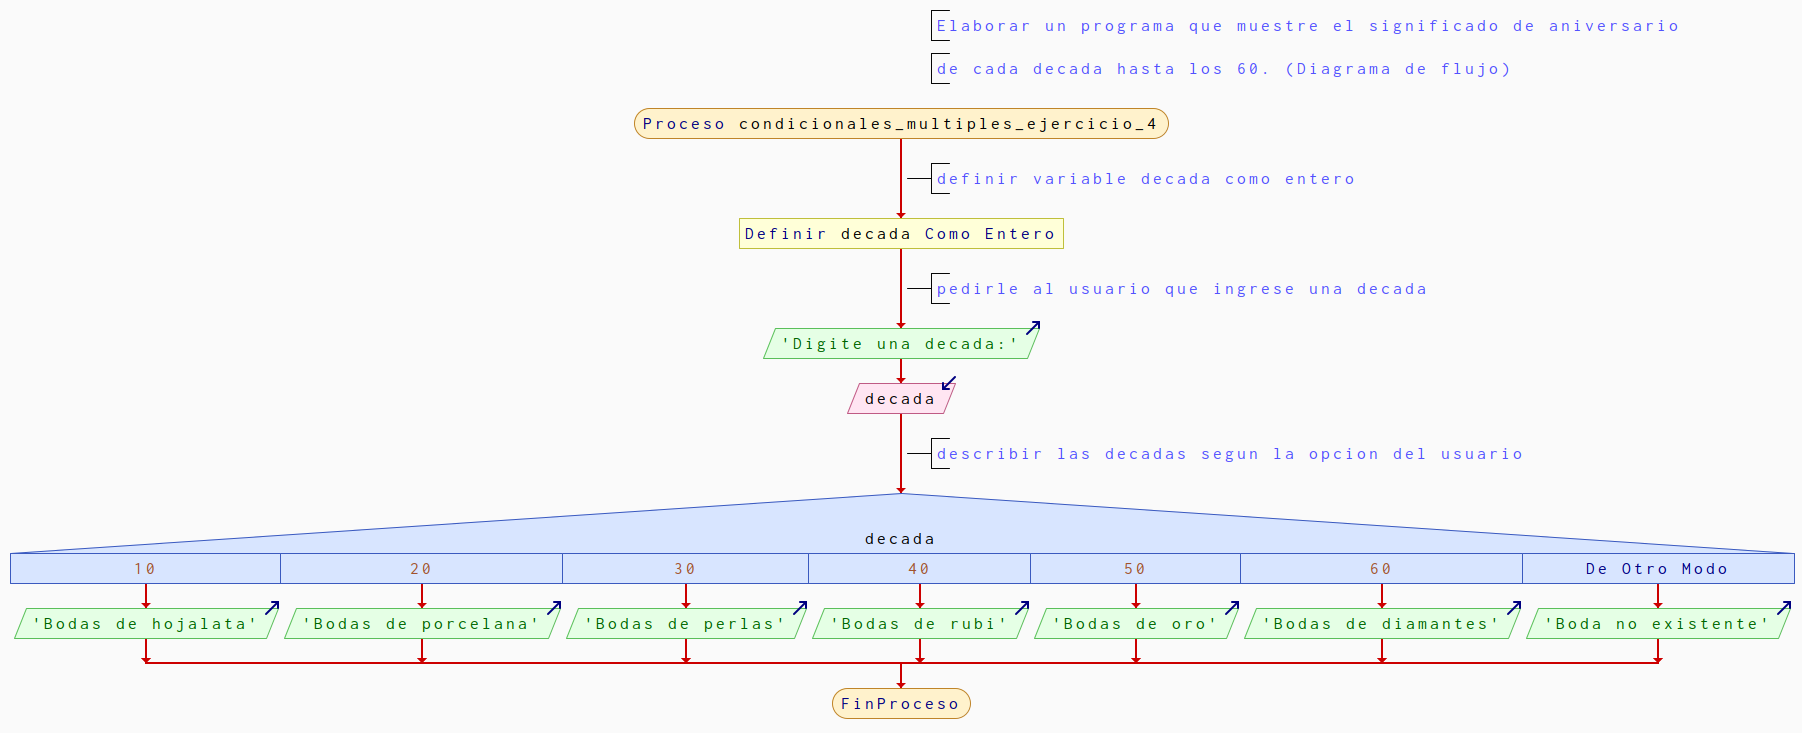 Elaborar un programa que muestre el significado de aniversario
de cada decada hasta los 60. (Diagrama de flujo)
Proceso condicionales_multiples_ejercicio_4
definir variable decada como entero
Definir decada Como Entero
pedirle al usuario que ingrese una decada
'Digite una decada:'
decada
describir las decadas segun la opcion del usuario
decada
10 20 30 40 50 60 De Otro Modo
'Bodas de hojalata' 'Bodas de porcelana' 'Bodas de perlas' 'Bodas de rubi' 'Bodas de oro' 'Bodas de diamantes' 'Boda no existente'
FinProceso